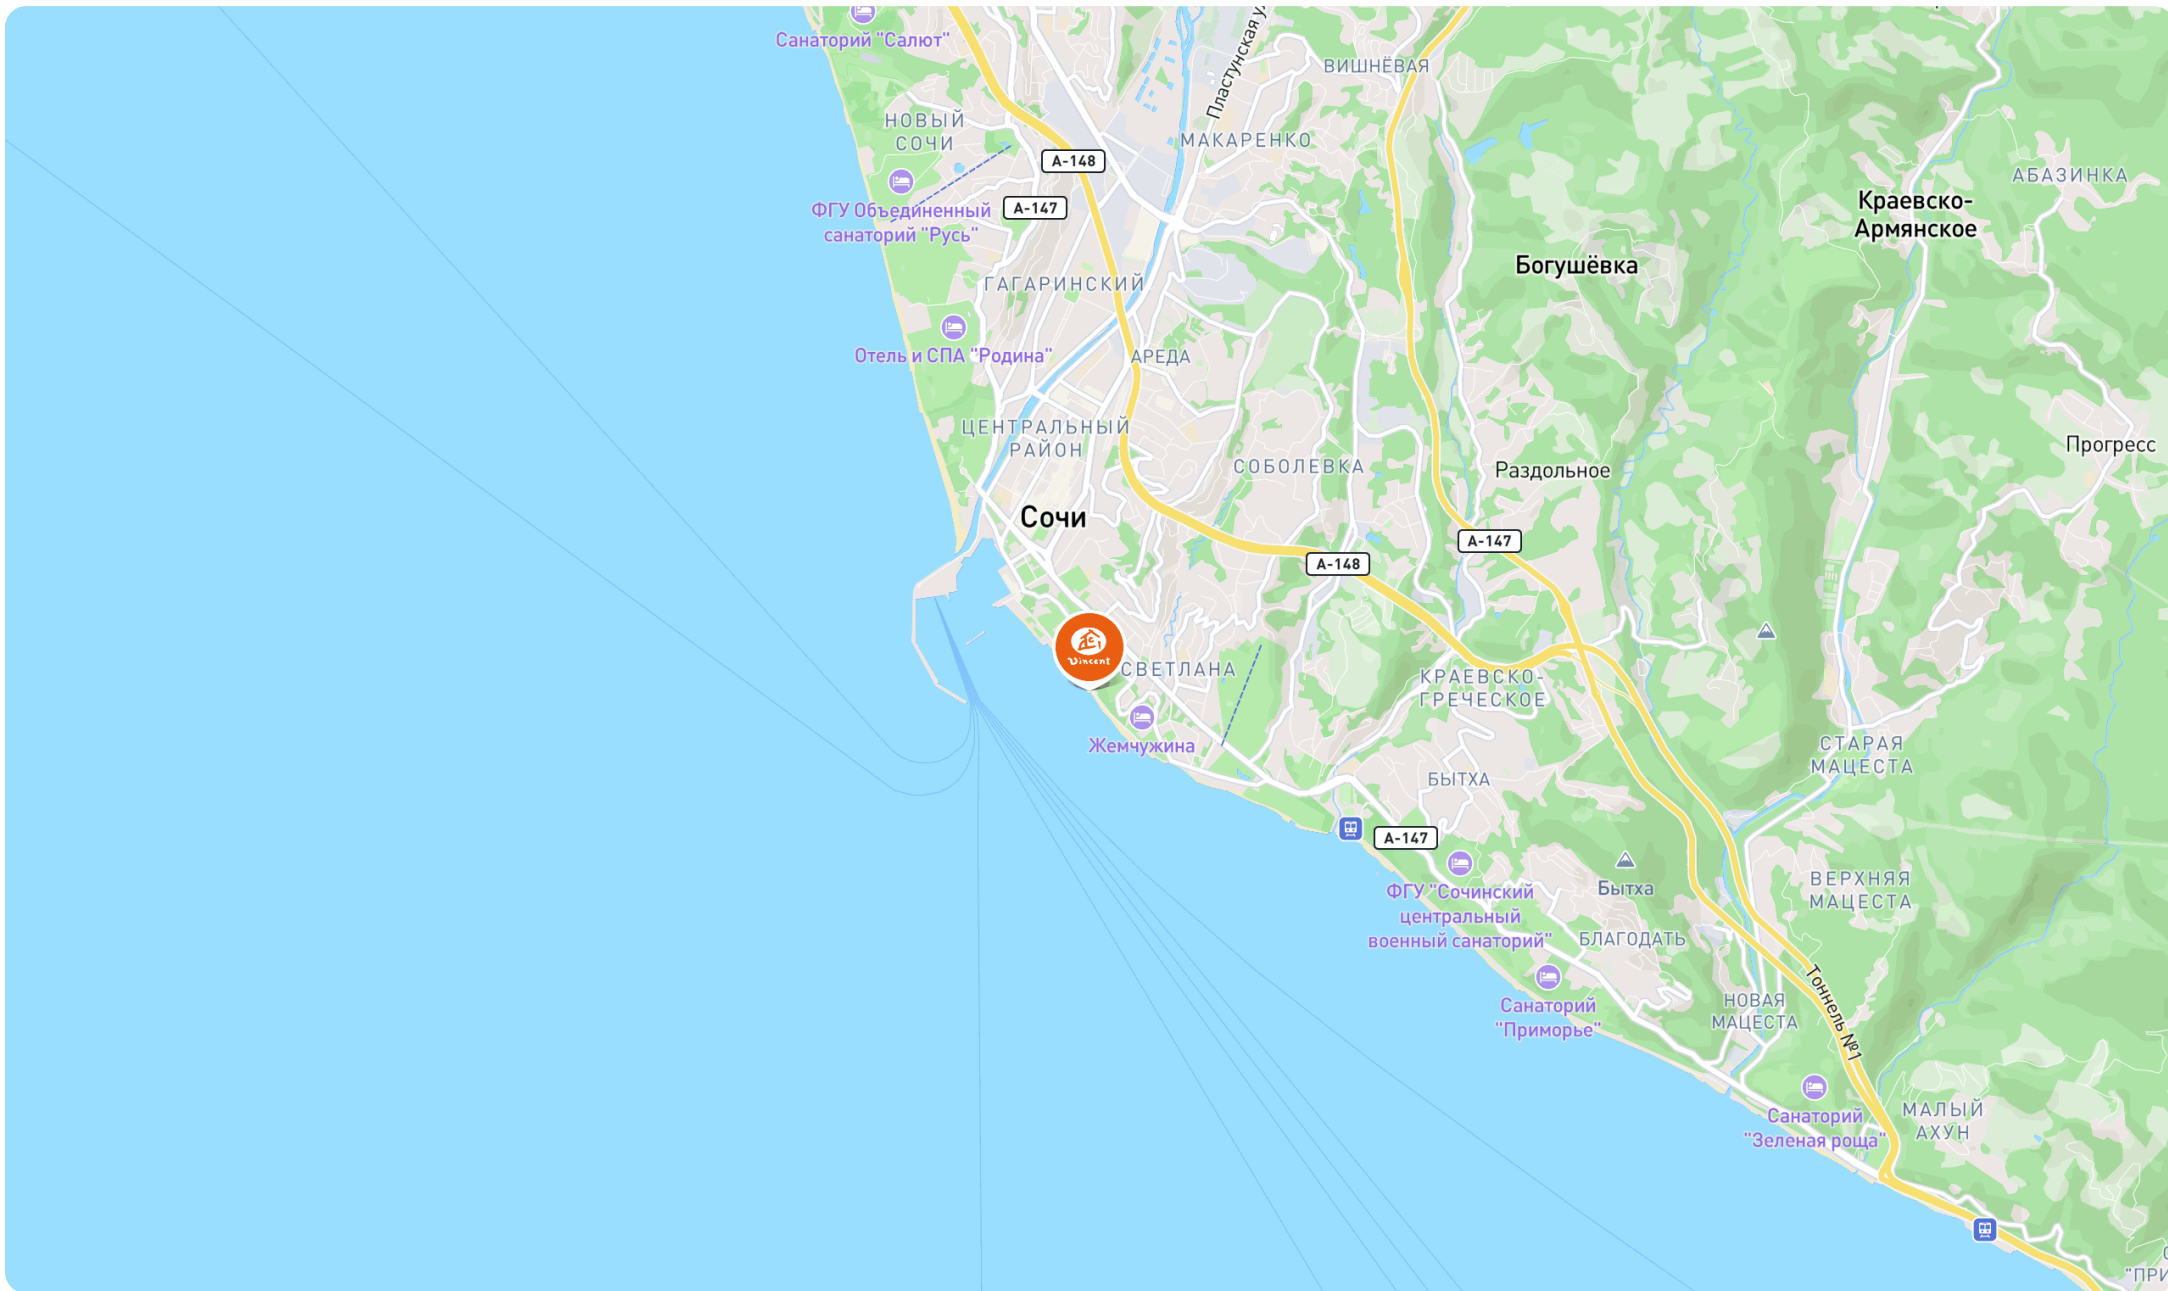 Санаторий "Салют"
Пластунская
ВИШНЁВАЯ
НОВЫЙ
СОЧИ
МАКАРЕНКО
А-148
АБАЗИНКА
ФГУ Объединенный
санаторий "Русь"
А-147
Краевско-
Армянское
Богушёвка
ГАГАРИНСКИЙ
Отель и СПА "Родина"
АРЕДА
ЦЕНТРАЛЬНЫЙ
РАЙОН
СОБОЛЕВКА
Раздольное
Прогресс
Сочи
А-148
А-147
Vincent
СВЕТЛАНА
КРАЕВСКО-
ГРЕЧЕСКОЕ
Жемчужина
СТАРАЯ
МАЦЕСТА
БЫТХА
А-147
ФГУ "Сочинский
центральный
военный санаторий"
Бытха
ВЕРХНЯЯ
МАЦЕСТА
БЛАГОДАТЬ
Санаторий
"Приморье"
НОВАЯ
МАЦЕСТА
Тоннель №1
Санаторий
"Зеленая роща"
МАЛЫЙ
АХУН
"ПРИ